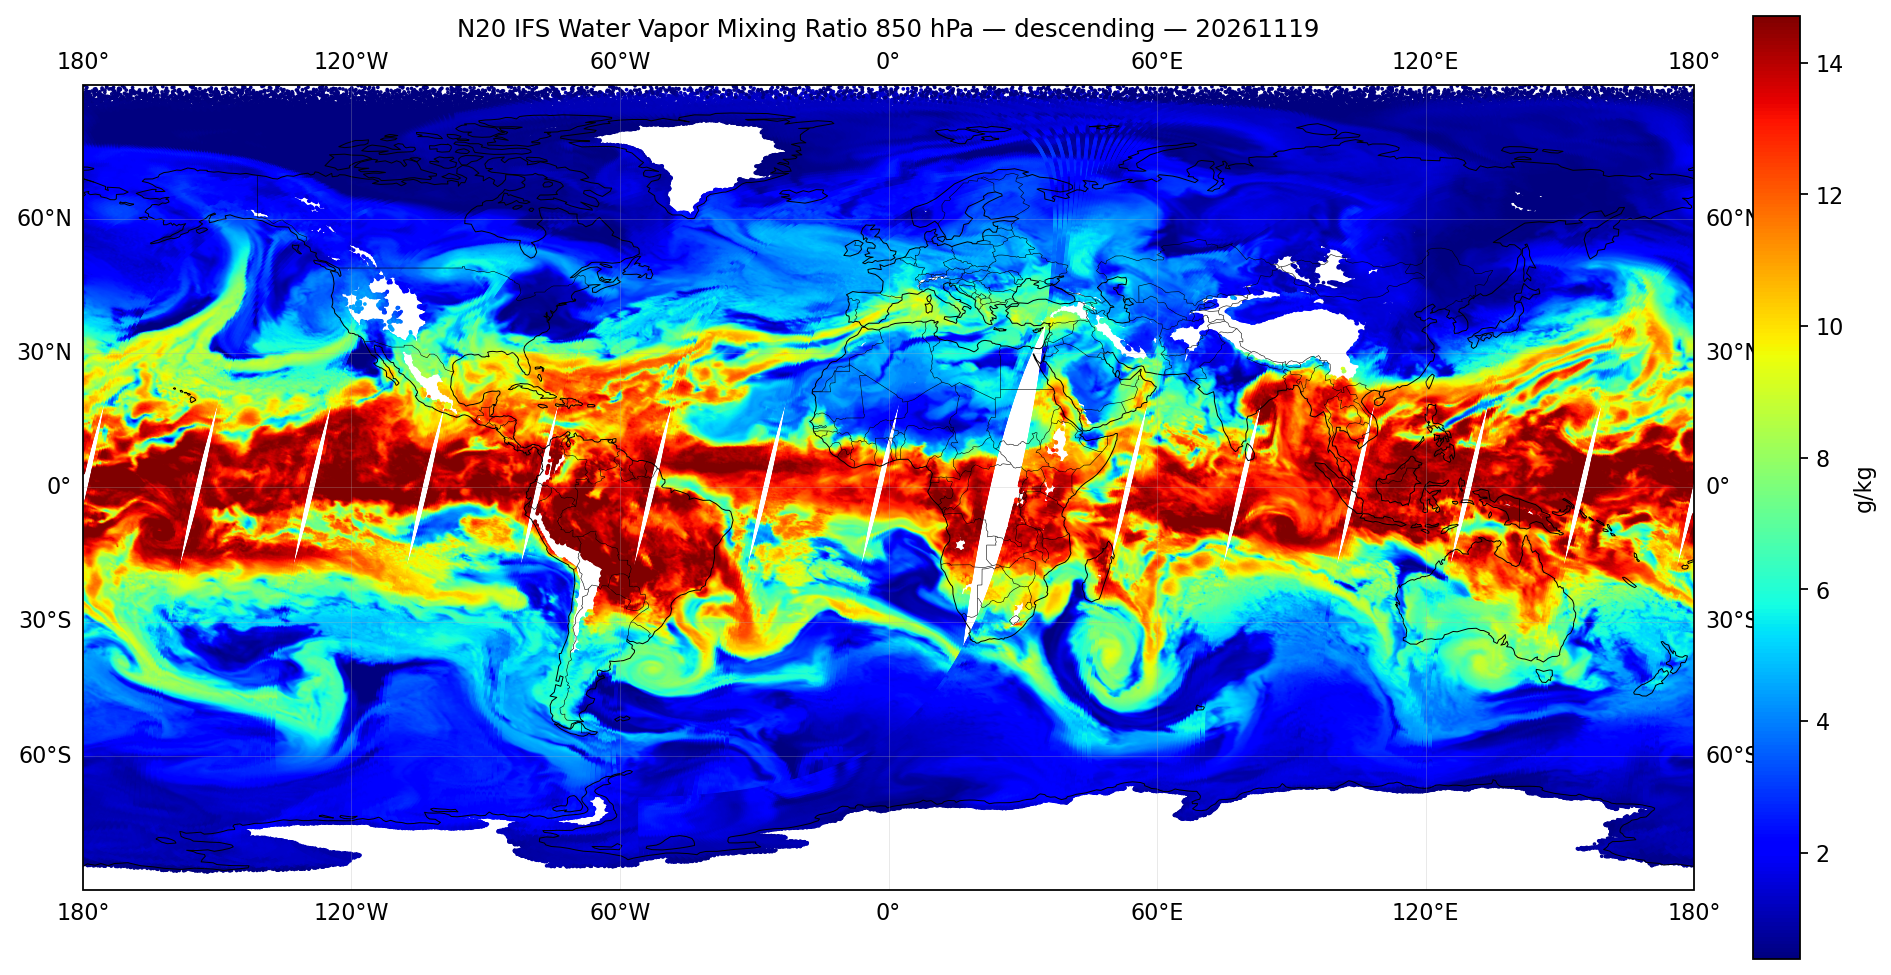 N20 IFS Water Vapor Mixing Ratio 850 hPa — descending — 20261119
180° 120°W 60°W 0° 60°E 120°E 180°
60°N 60°N
30°N 30°N
0° 0°
30°S 30°S
60°S 60°S
180° 120°W 60°W 0° 60°E 120°E 180°
14
12
10
8
6
4
2
g/kg